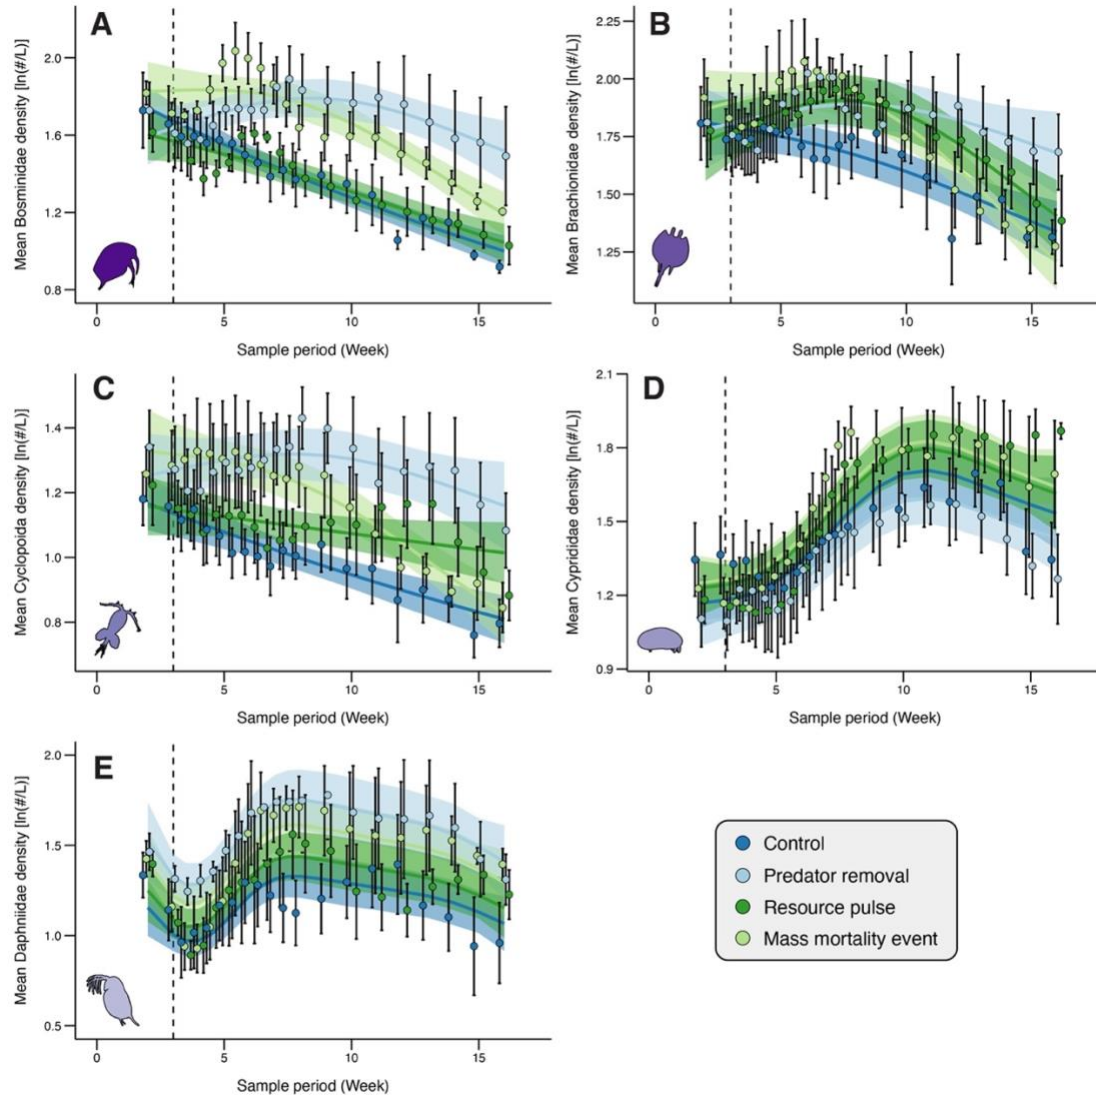 A
Mean Bosminidae density [ln(#/L)]
2.0
1.6
1.2
0.8
0 5 10 15
Sample period (Week)
B
Mean Brachionidae density [ln(#/L)]
2.25
2.00
1.75
1.50
1.25
0 5 10 15
Sample period (Week)
C
Mean Cyclopoida density [ln(#/L)]
1.4
1.2
1.0
0.8
0 5 10 15
Sample period (Week)
D
Mean Cyprididae density [ln(#/L)]
2.1
1.8
1.5
1.2
0.9
0 5 10 15
Sample period (Week)
E
Mean Daphniidae density [ln(#/L)]
2.0
1.5
1.0
0.5
0 5 10 15
Sample period (Week)
Control
Predator removal
Resource pulse
Mass mortality event